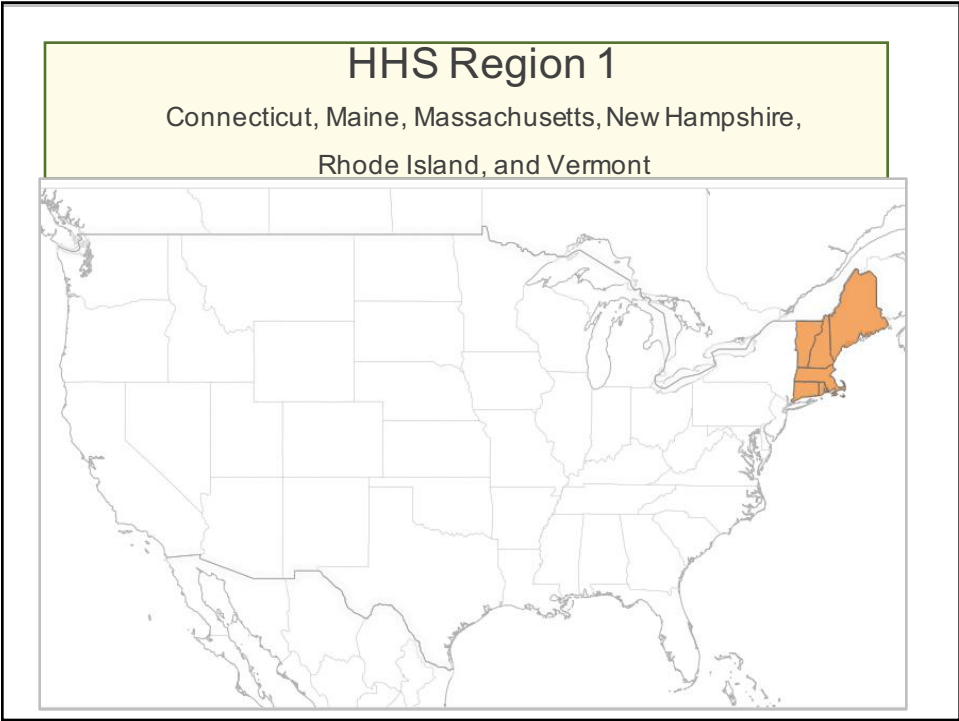 HHS Region 1
Connecticut, Maine, Massachusetts, New Hampshire,
Rhode Island, and Vermont